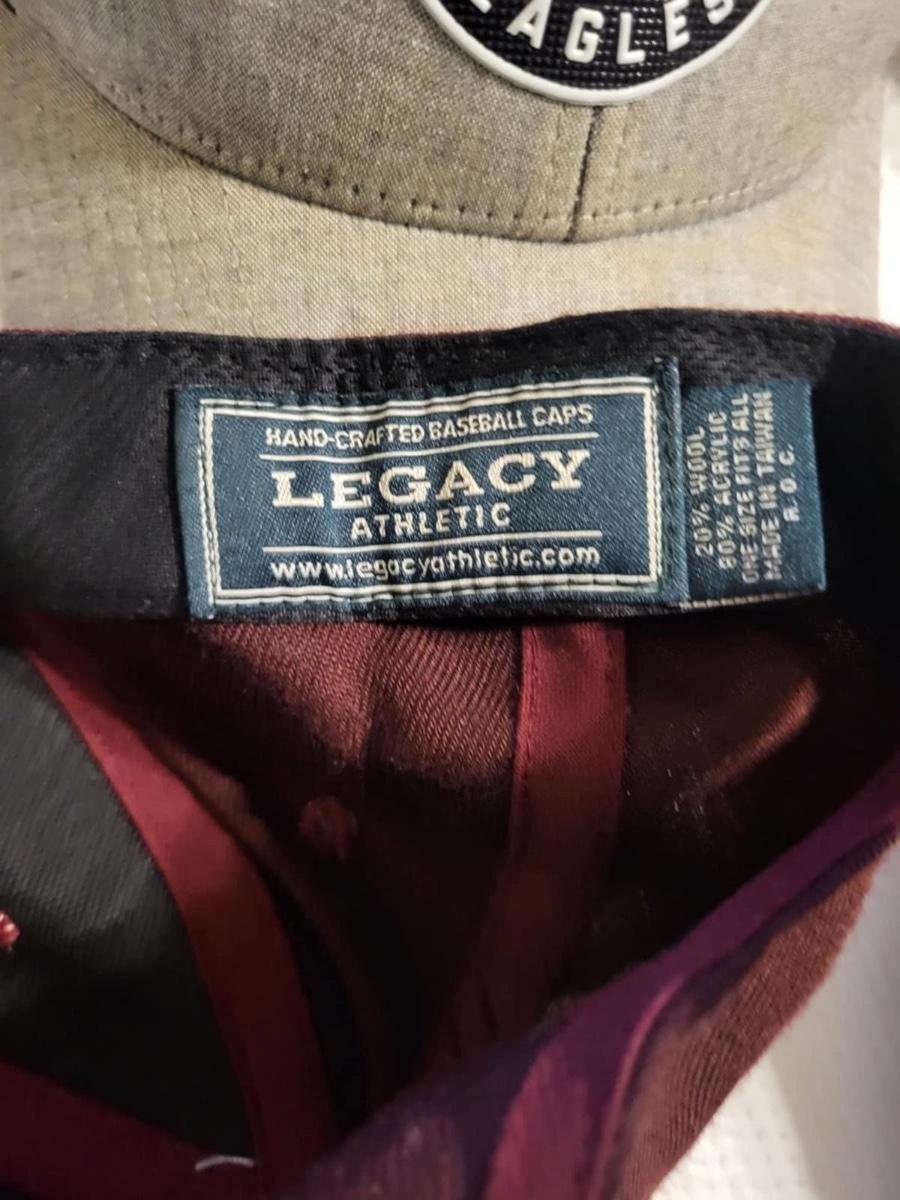 EAGLES
HAND-CRAFTED BASEBALL CAPS
LEGACY
ATHLETIC
www.legacyathletic.com
20% WOOL
80% ACRYLIC
ONE SIZE FITS ALL
MADE IN TAIWAN
R. O. C.